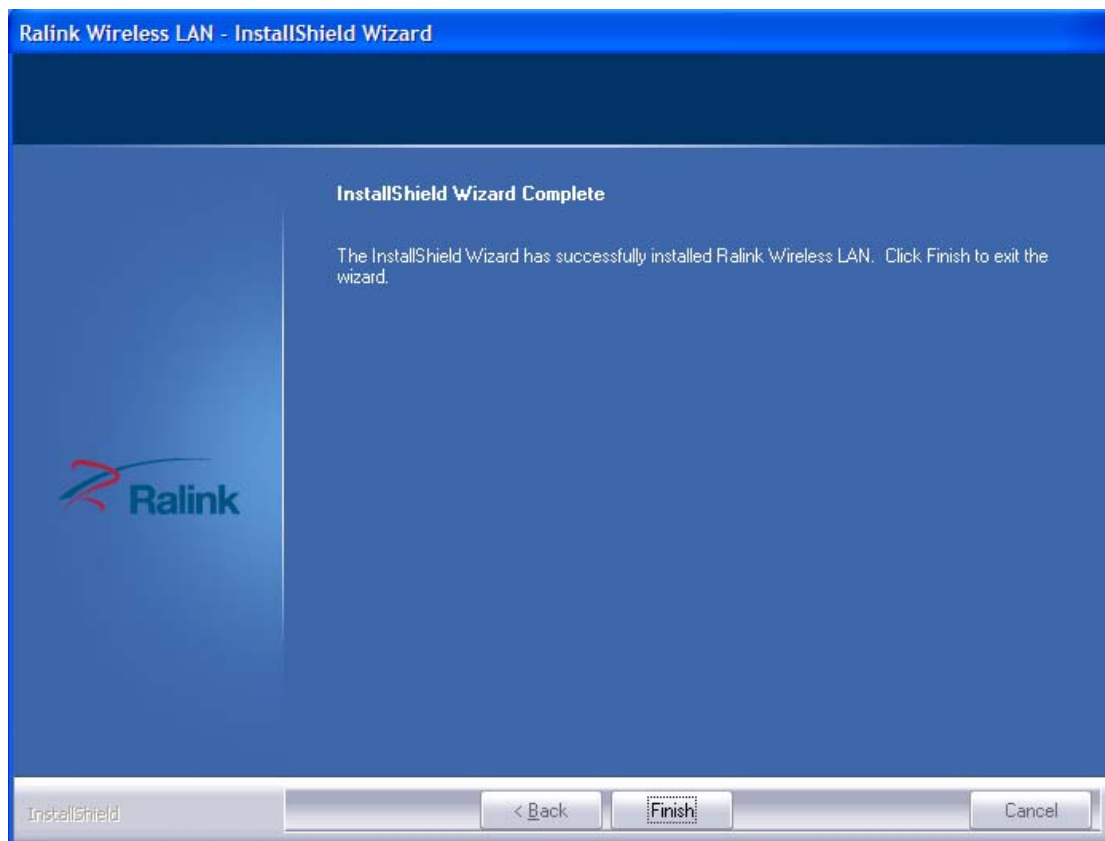 Ralink Wireless LAN - InstallShield Wizard
InstallShield Wizard Complete
The InstallShield Wizard has successfully installed Ralink Wireless LAN.  Click Finish to exit the
wizard.
Ralink
InstallShield
< Back
Finish
Cancel